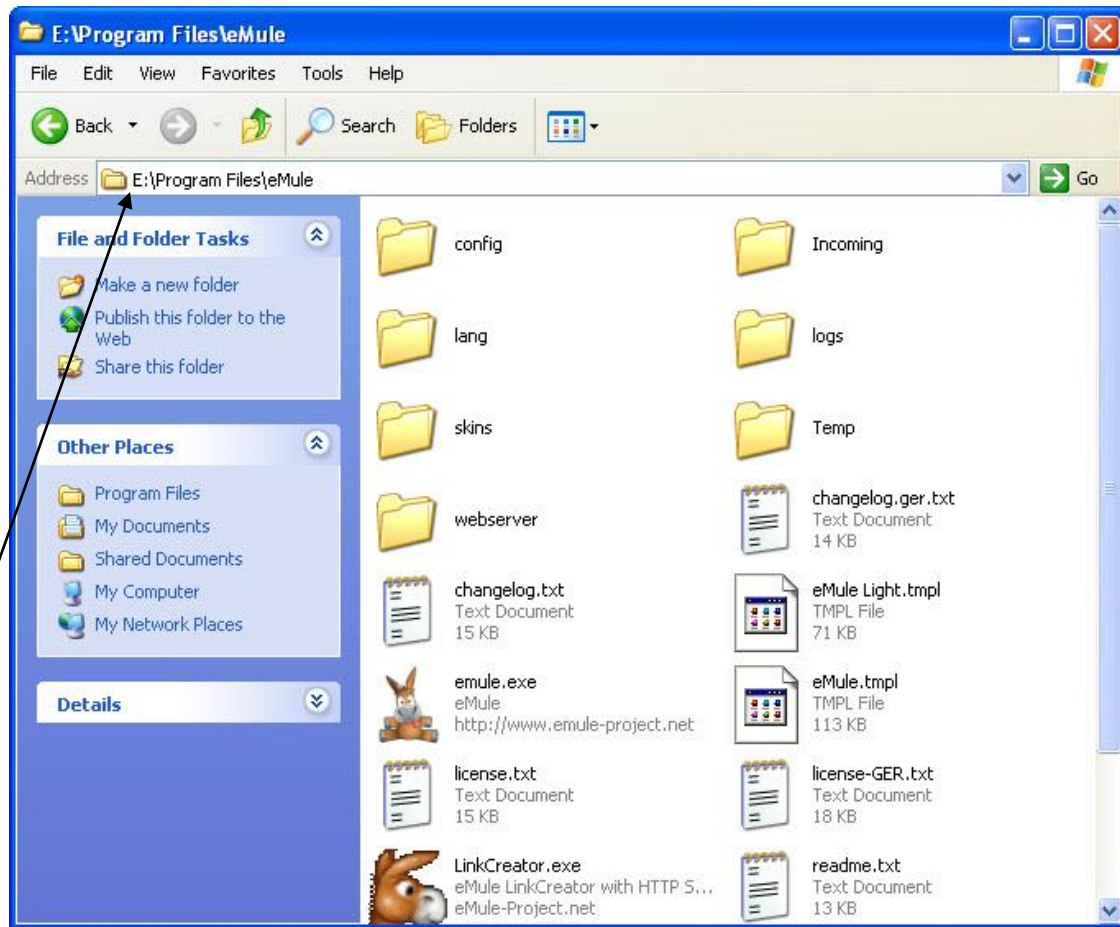 E:\Program Files\eMule
File Edit View Favorites Tools Help
Back Search Folders
Address E:\Program Files\eMule Go
File and Folder Tasks
Make a new folder
Publish this folder to the
Web
Share this folder
Other Places
Program Files
My Documents
Shared Documents
My Computer
My Network Places
Details
config
Incoming
lang
logs
skins
Temp
webserver
changelog.ger.txt
Text Document
14 KB
changelog.txt
Text Document
15 KB
eMule Light.tmpl
TMPL File
71 KB
emule.exe
eMule
http://www.emule-project.net
eMule.tmpl
TMPL File
113 KB
license.txt
Text Document
15 KB
license-GER.txt
Text Document
18 KB
LinkCreator.exe
eMule LinkCreator with HTTP S...
eMule-Project.net
readme.txt
Text Document
13 KB